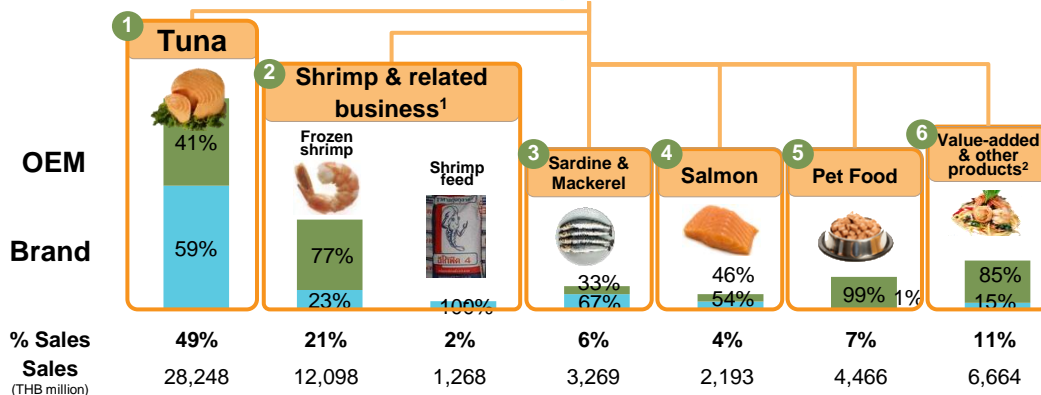 1
Tuna
2
Shrimp & related
business1
Frozen
shrimp
Shrimp
feed
3
Sardine &
Mackerel
4
Salmon
5
Pet Food
6
Value-added
& other
products2
OEM
41%
77%
33%
46%
99%
85%
Brand
59%
23%
100%
67%
54%
1%
15%
% Sales 49% 21% 2% 6% 4% 7% 11%
Sales
(THB million) 28,248 12,098 1,268 3,269 2,193 4,466 6,664